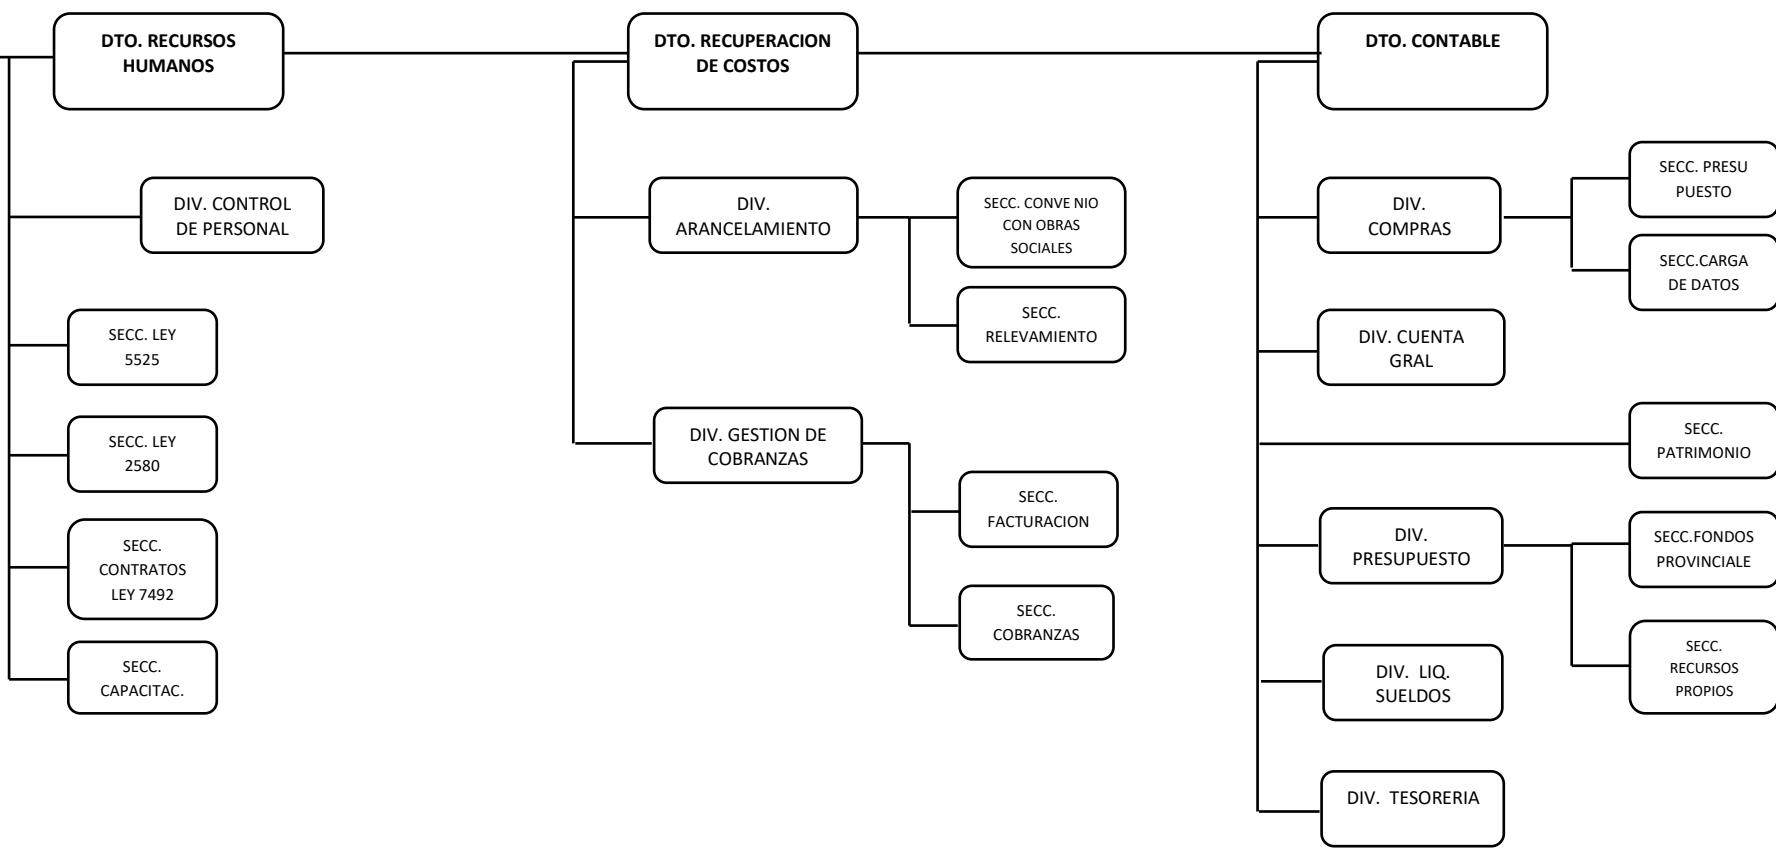 DTO. RECURSOS
HUMANOS
DIV. CONTROL
DE PERSONAL
SECC. LEY
5525
SECC. LEY
2580
SECC.
CONTRATOS
LEY 7492
SECC.
CAPACITAC.
DTO. RECUPERACION
DE COSTOS
DIV.
ARANCELAMIENTO
SECC. CONVE NIO
CON OBRAS
SOCIALES
SECC.
RELEVAMIENTO
DIV. GESTION DE
COBRANZAS
SECC.
FACTURACION
SECC.
COBRANZAS
DTO. CONTABLE
DIV.
COMPRAS
SECC. PRESU
PUESTO
SECC.CARGA
DE DATOS
DIV. CUENTA
GRAL
SECC.
PATRIMONIO
DIV.
PRESUPUESTO
SECC.FONDOS
PROVINCIALE
SECC.
RECURSOS
PROPIOS
DIV. LIQ.
SUELDOS
DIV. TESORERIA